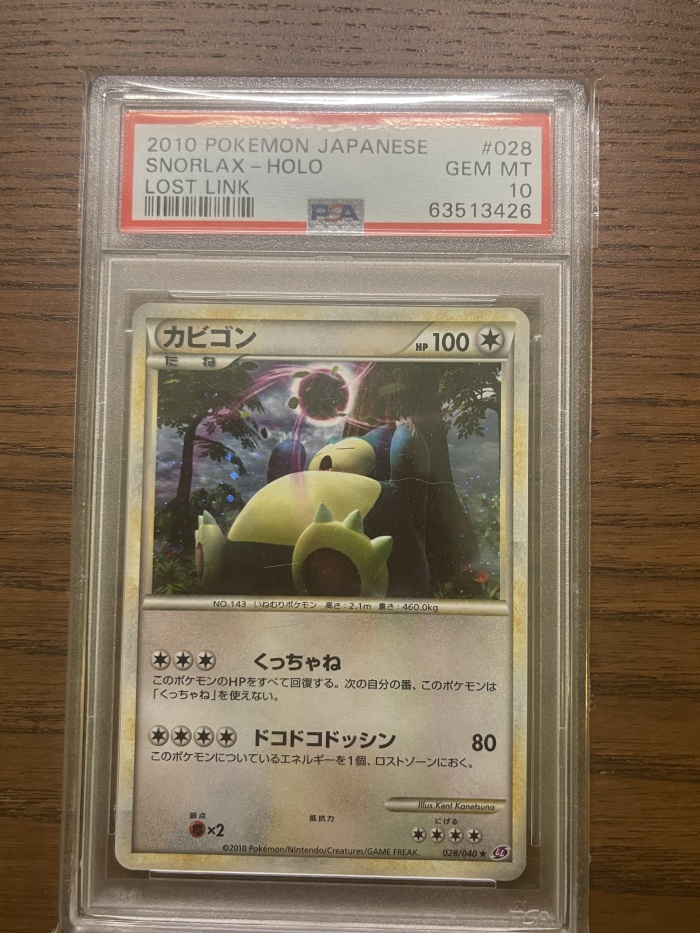 2010 POKEMON JAPANESE #028
SNORLAX - HOLO GEM MT
LOST LINK 10
PSA 63513426
カビゴン HP 100
たね
NO.143 いねむりポケモン 高さ:2.1m 重さ:460.0kg
くっちゃね
このポケモンのHPをすべて回復する。次の自分の番、このポケモンは
「くっちゃね」を使えない。
ドコドコドッシン 80
このポケモンについているエネルギーを1個、ロストゾーンにおく。
Illus. Kent Kanetsuna
弱点 抵抗力 にげる
×2
©2010 Pokémon/Nintendo/Creatures/GAME FREAK. 028/040 ★ LL
PSA